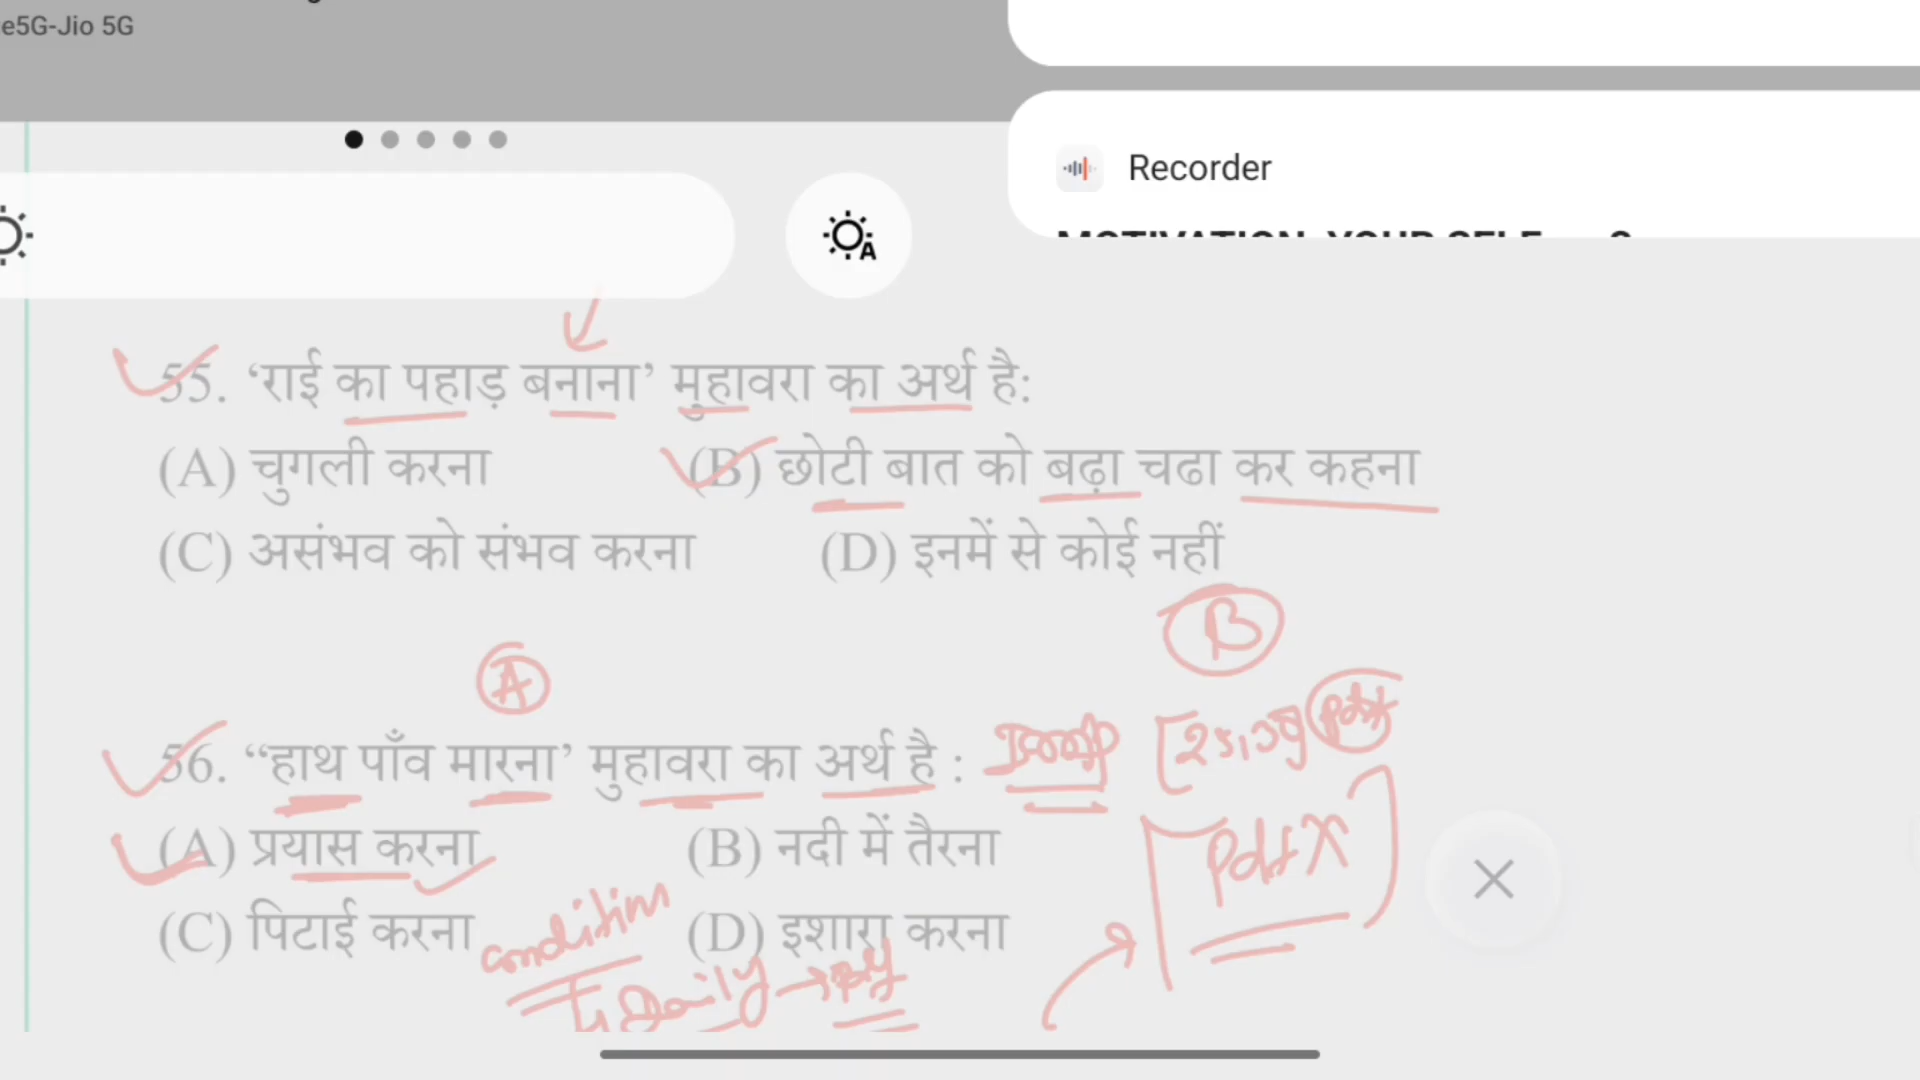 e5G-Jio 5G
Recorder
55. ‘राई का पहाड़ बनाना’ मुहावरा का अर्थ है:
(A) चुगली करना (B) छोटी बात को बढ़ा चढा कर कहना
(C) असंभव को संभव करना (D) इनमें से कोई नहीं
B
A
56. “हाथ पाँव मारना’ मुहावरा का अर्थ है :
(A) प्रयास करना (B) नदी में तैरना
pdf X
(C) पिटाई करना (D) इशारा करना
condition
Daily →